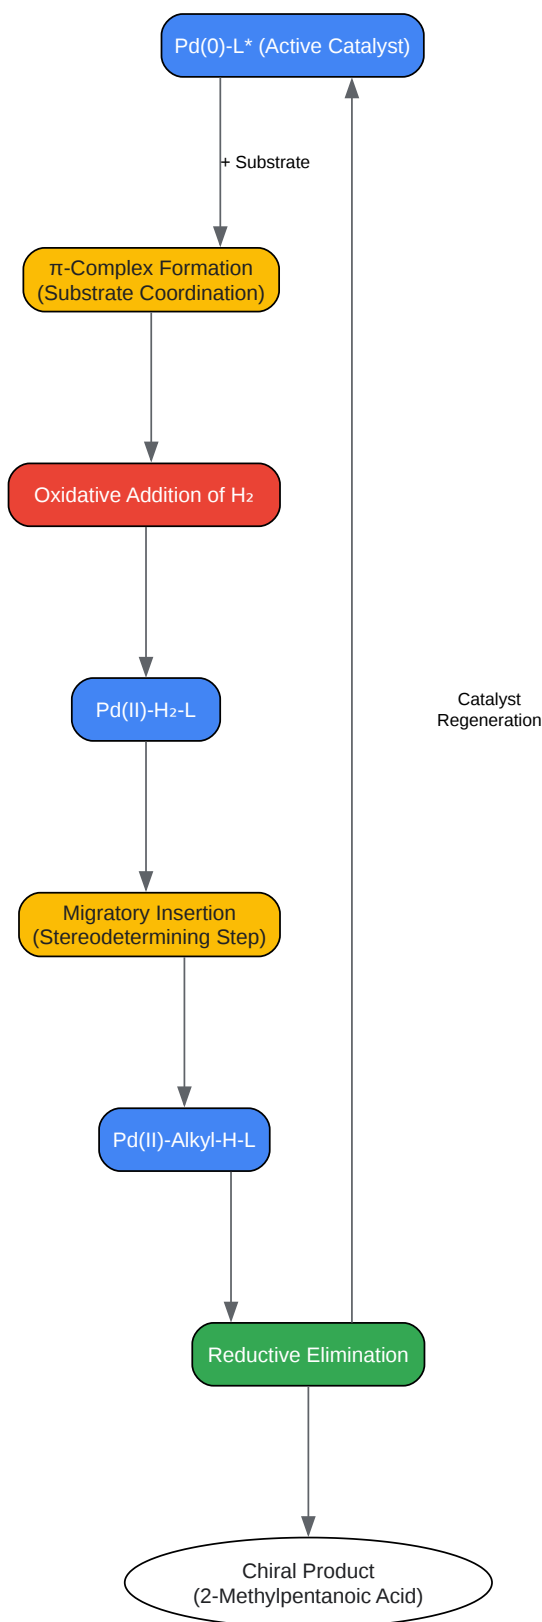 Pd(0)-L* (Active Catalyst)
+ Substrate
π-Complex Formation
(Substrate Coordination)
Oxidative Addition of H₂
Pd(II)-H₂-L
Catalyst
Regeneration
Migratory Insertion
(Stereodetermining Step)
Pd(II)-Alkyl-H-L
Reductive Elimination
Chiral Product
(2-Methylpentanoic Acid)